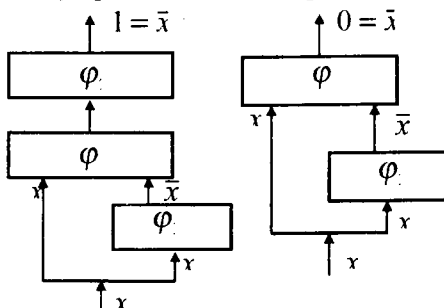 1 = x̄ 0 = x̄
φ φ
φ x x̄
x x̄ φ
φ x
x x
x